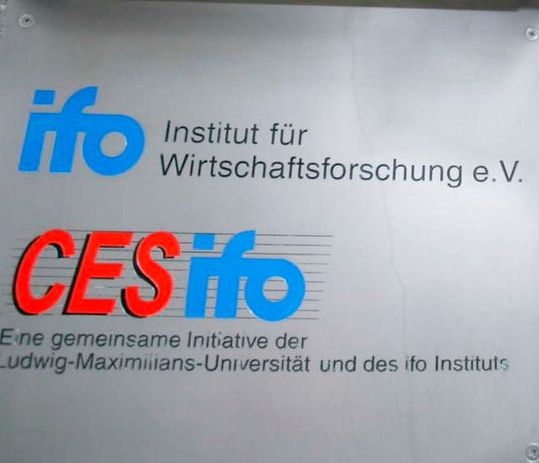 ifo Institut für
Wirtschaftsforschung e.V.
CESifo
Eine gemeinsame Initiative der
Ludwig-Maximilians-Universität und des ifo Instituts